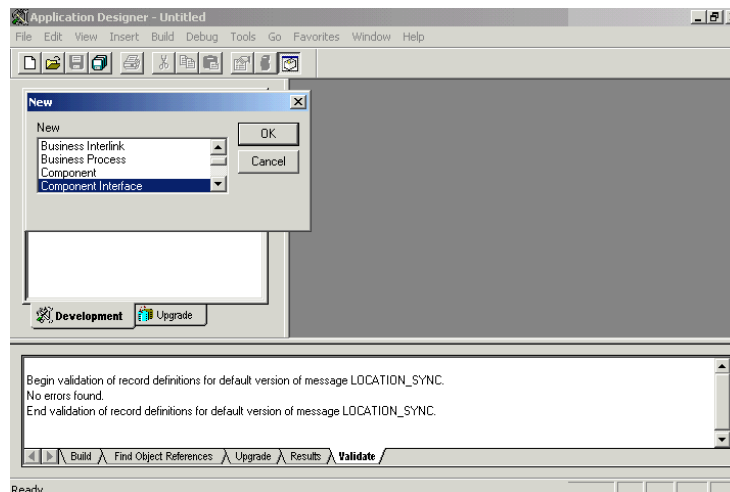 Application Designer - Untitled
File Edit View Insert Build Debug Tools Go Favorites Window Help
New
New
Business Interlink
Business Process
Component
Component Interface
OK
Cancel
Development
Upgrade
Begin validation of record definitions for default version of message LOCATION_SYNC.
No errors found.
End validation of record definitions for default version of message LOCATION_SYNC.
Build Find Object References Upgrade Results Validate
Ready